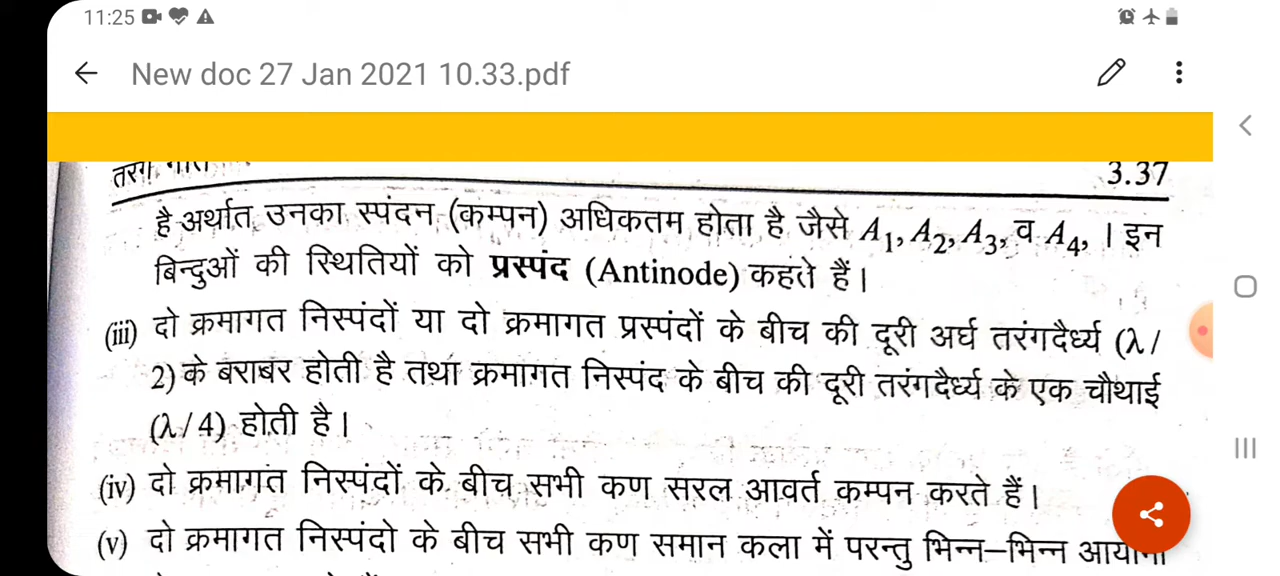 11:25
New doc 27 Jan 2021 10.33.pdf
3.37
है अर्थात उनका स्पंदन (कम्पन) अधिकतम होता है जैसे A1, A2, A3, व A4, । इन
बिन्दुओं की स्थितियों को प्रस्पंद (Antinode) कहते हैं।
(iii) दो क्रमागत निस्पंदों या दो क्रमागत प्रस्पंदों के बीच की दूरी अर्घ तरंगदैर्ध्य (λ/
2) के बराबर होती है तथा क्रमागत निस्पंद के बीच की दूरी तरंगदैर्ध्य के एक चौथाई
(λ/4) होती है।
(iv) दो क्रमागत निस्पंदों के बीच सभी कण सरल आवर्त कम्पन करते हैं।
(v) दो क्रमागत निस्पंदो के बीच सभी कण समान कला में परन्तु भिन्न–भिन्न